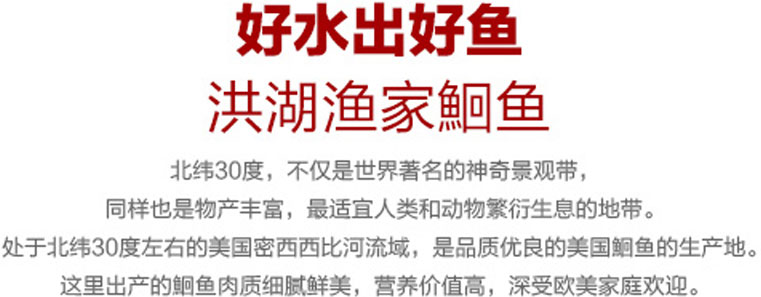 好水出好鱼
洪湖渔家鮰鱼
北纬30度，不仅是世界著名的神奇景观带，
同样也是物产丰富，最适宜人类和动物繁衍生息的地带。
处于北纬30度左右的美国密西西比河流域，是品质优良的美国鮰鱼的生产地。
这里出产的鮰鱼肉质细腻鲜美，营养价值高，深受欧美家庭欢迎。